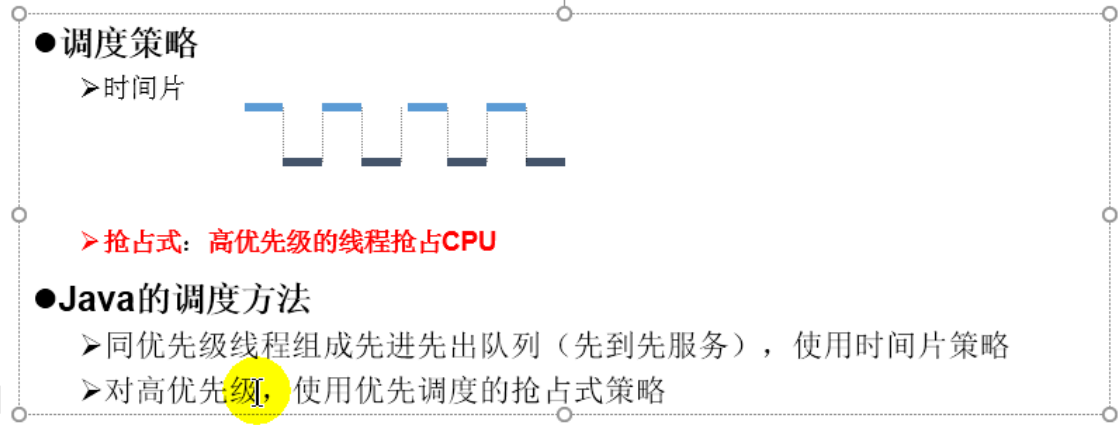 ●调度策略
➢时间片
➢抢占式：高优先级的线程抢占CPU
●Java的调度方法
➢同优先级线程组成先进先出队列（先到先服务），使用时间片策略
➢对高优先级，使用优先调度的抢占式策略